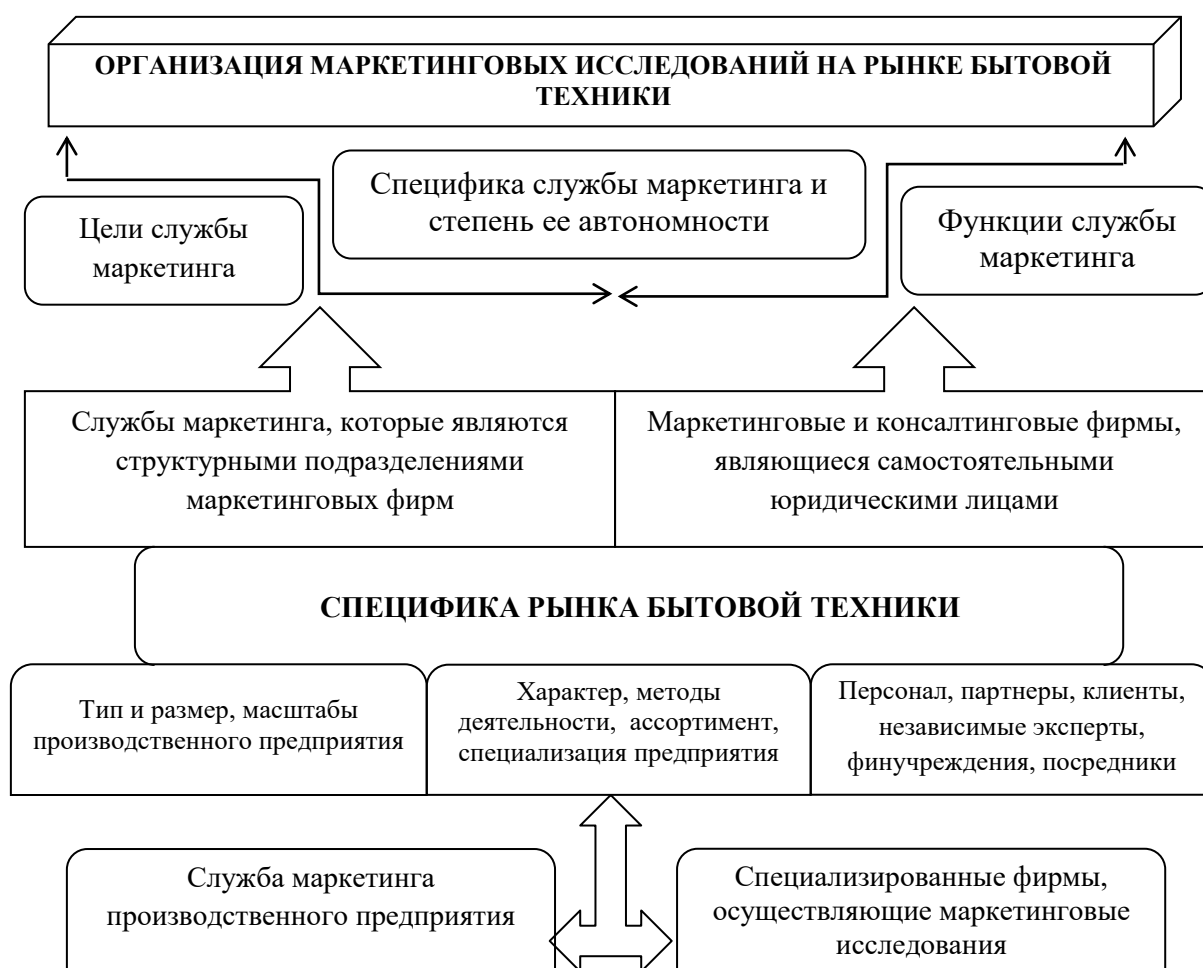 ОРГАНИЗАЦИЯ МАРКЕТИНГОВЫХ ИССЛЕДОВАНИЙ НА РЫНКЕ БЫТОВОЙ
ТЕХНИКИ
Специфика службы маркетинга и
степень ее автономности
Цели службы
маркетинга
Функции службы
маркетинга
Службы маркетинга, которые являются
структурными подразделениями
маркетинговых фирм
Маркетинговые и консалтинговые фирмы,
являющиеся самостоятельными
юридическими лицами
СПЕЦИФИКА РЫНКА БЫТОВОЙ ТЕХНИКИ
Тип и размер, масштабы
производственного предприятия
Характер, методы
деятельности, ассортимент,
специализация предприятия
Персонал, партнеры, клиенты,
независимые эксперты,
финучреждения, посредники
Служба маркетинга
производственного предприятия
Специализированные фирмы,
осуществляющие маркетинговые
исследования